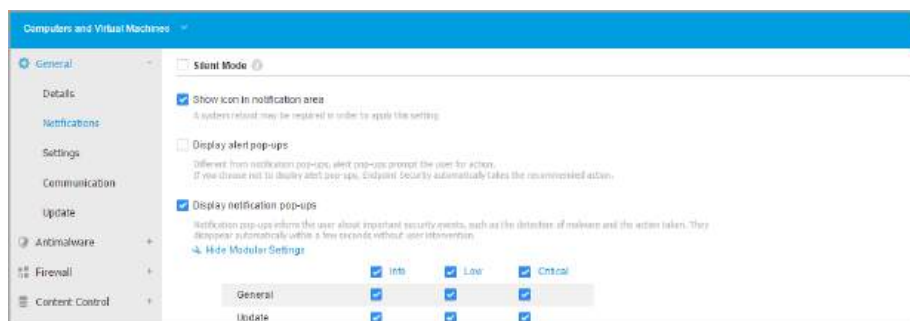 Computers and Virtual Machines
General
Details
Notifications
Settings
Communication
Update
Antimalware
Firewall
Content Control
Silent Mode
Show icon in notification area
A system reboot may be required in order to apply this setting.
Display alert pop-ups
Different from notification pop-ups, alert pop-ups prompt the user for action.
If you choose not to display alert pop-ups, Endpoint Security automatically takes the recommended action.
Display notification pop-ups
Notification pop-ups inform the user about important security events, such as the detection of malware and the action taken. They
disappear automatically within a few seconds without user intervention.
Hide Modular Settings
Info Low Critical
General
Update